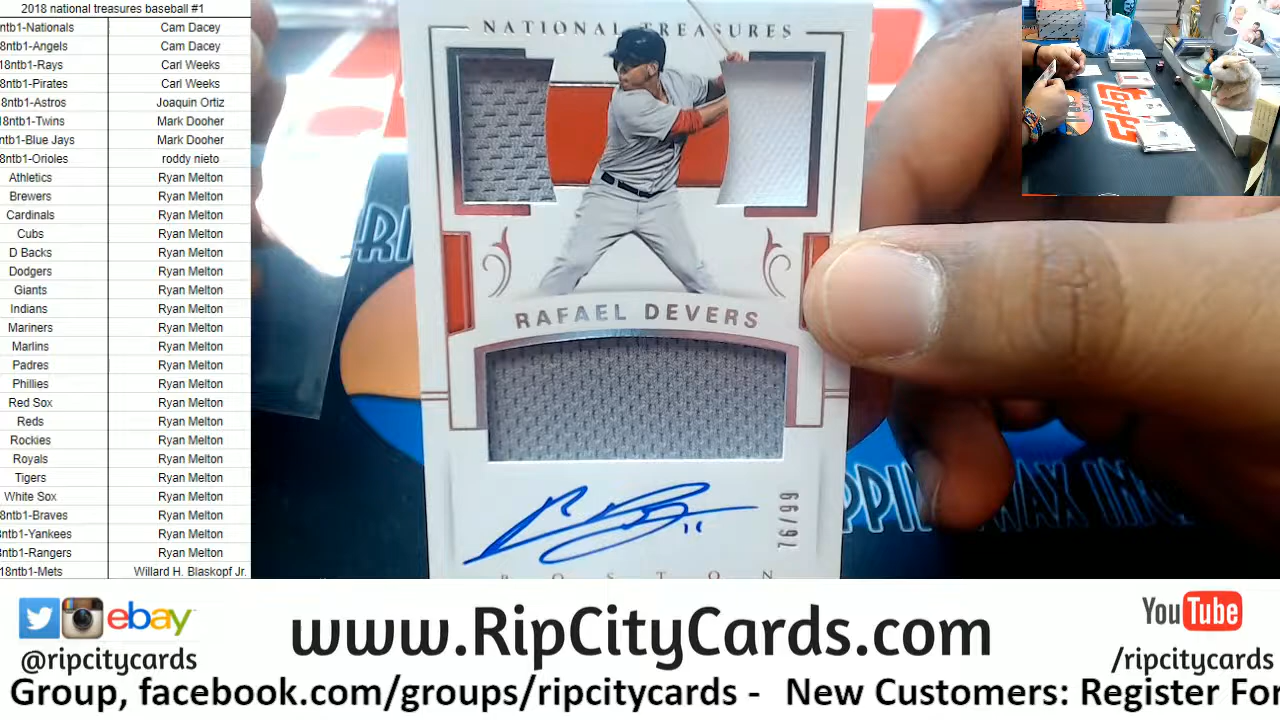 2018 national treasures baseball #1
ntb1-Nationals Cam Dacey
8ntb1-Angels Cam Dacey
18ntb1-Rays Carl Weeks
8ntb1-Pirates Carl Weeks
8ntb1-Astros Joaquin Ortiz
18ntb1-Twins Mark Dooher
ntb1-Blue Jays Mark Dooher
8ntb1-Orioles roddy nieto
Athletics Ryan Melton
Brewers Ryan Melton
Cardinals Ryan Melton
Cubs Ryan Melton
D Backs Ryan Melton
Dodgers Ryan Melton
Giants Ryan Melton
Indians Ryan Melton
Mariners Ryan Melton
Marlins Ryan Melton
Padres Ryan Melton
Phillies Ryan Melton
Red Sox Ryan Melton
Reds Ryan Melton
Rockies Ryan Melton
Royals Ryan Melton
Tigers Ryan Melton
White Sox Ryan Melton
8ntb1-Braves Ryan Melton
8ntb1-Yankees Ryan Melton
8ntb1-Rangers Ryan Melton
18ntb1-Mets Willard H. Blaskopf Jr.
NATIONAL TREASURES
RAFAEL DEVERS
79/99
BOSTON
ebay
@ripcitycards
www.RipCityCards.com
YouTube
/ripcitycards
Group, facebook.com/groups/ripcitycards - New Customers: Register For